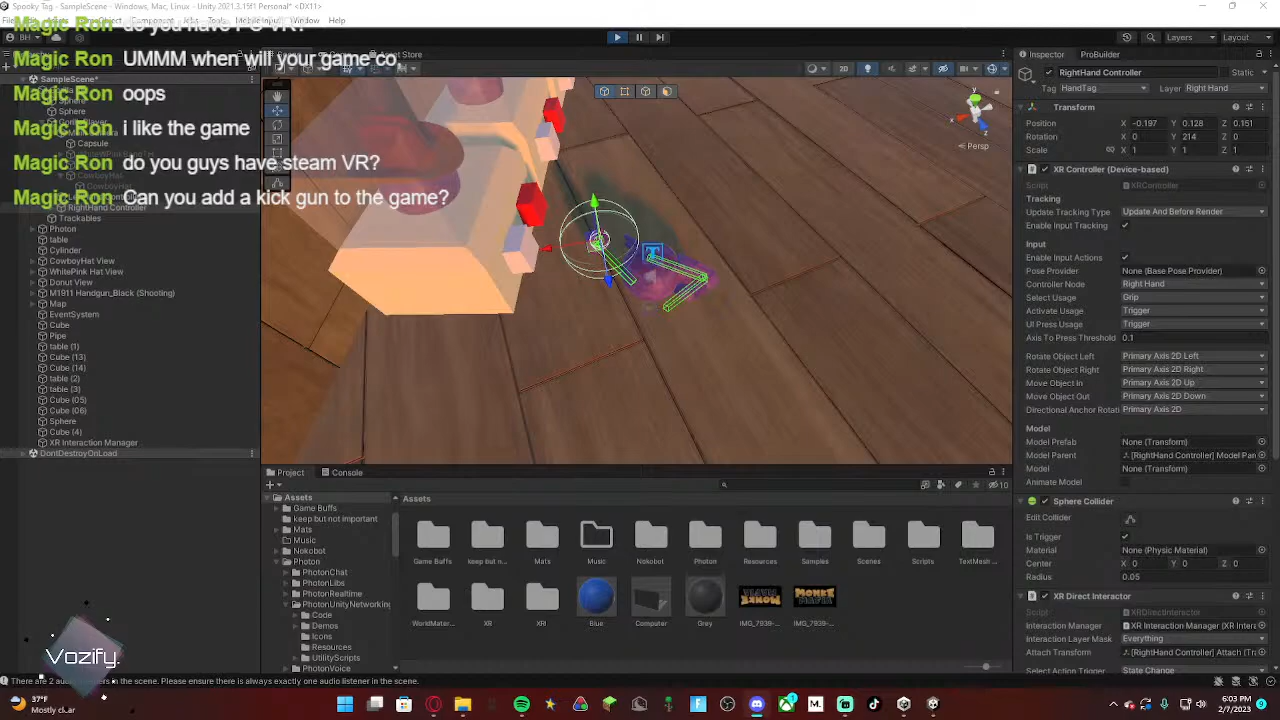 Spooky Tag - SampleScene - Windows, Mac, Linux - Unity 2021.3.15f1 Personal* <DX11>
Magic Ron do you have PC VR?
Magic Ron UMMM when will your game co,
Magic Ron oops
Magic Ron i like the game
Magic Ron do you guys have steam VR?
Magic Ron Can you add a kick gun to the game?
Jobs Tools Window Help
BH
Layers Layout
Asset Store
SampleScene*
Sphere
Sphere
Capsule
CowboyHat
CowboyHat
RightHand Controller
Trackables
Photon
table
Cylinder
CowboyHat View
WhitePink Hat View
Donut View
M1911 Handgun_Black (Shooting)
Map
EventSystem
Cube
Pipe
table (1)
Cube (13)
Cube (14)
table (2)
table (3)
Cube (05)
Cube (06)
Sphere
Cube (4)
XR Interaction Manager
DontDestroyOnLoad
2D
y
x
z
Persp
Inspector ProBuilder
RightHand Controller Static
Tag HandTag Layer Right Hand
Transform
Position X -0.197 Y 0.128 Z 0.151
Rotation X 0 Y 214 Z 0
Scale X 1 Y 1 Z 1
XR Controller (Device-based)
Script XRController
Tracking
Update Tracking Type Update And Before Render
Enable Input Tracking
Input
Enable Input Actions
Pose Provider None (Base Pose Provider)
Controller Node Right Hand
Select Usage Grip
Activate Usage Trigger
UI Press Usage Trigger
Axis To Press Threshold 0.1
Rotate Object Left Primary Axis 2D Left
Rotate Object Right Primary Axis 2D Right
Move Object In Primary Axis 2D Up
Move Object Out Primary Axis 2D Down
Directional Anchor Rotati Primary Axis 2D
Model
Model Prefab None (Transform)
Model Parent [RightHand Controller] Model Par
Model None (Transform)
Animate Model
Sphere Collider
Edit Collider
Is Trigger
Material None (Physic Material)
Center X 0 Y 0 Z 0
Radius 0.05
XR Direct Interactor
Script XRDirectInteractor
Interaction Manager XR Interaction Manager (XR Intera
Interaction Layer Mask Everything
Attach Transform [RightHand Controller] Attach (Tra
Select Action Trigger State Change
Project Console
10
Assets
Game Buffs
keep but not important
Mats
Music
Nokobot
Photon
PhotonChat
PhotonLibs
PhotonRealtime
PhotonUnityNetworking
Code
Demos
Icons
Resources
UtilityScripts
PhotonVoice
Assets
Game Buffs keep but n... Mats Music Nokobot Photon Resources Samples Scenes Scripts TextMesh ...
WorldMater... XR XRI Blue Computer Grey IMG_7939-... IMG_7939-...
MONKE MAFIA
Vozify
There are 2 audio listeners in the scene. Please ensure there is always exactly one audio listener in the scene.
37°F
Mostly clear
6:03 PM
2/7/2023